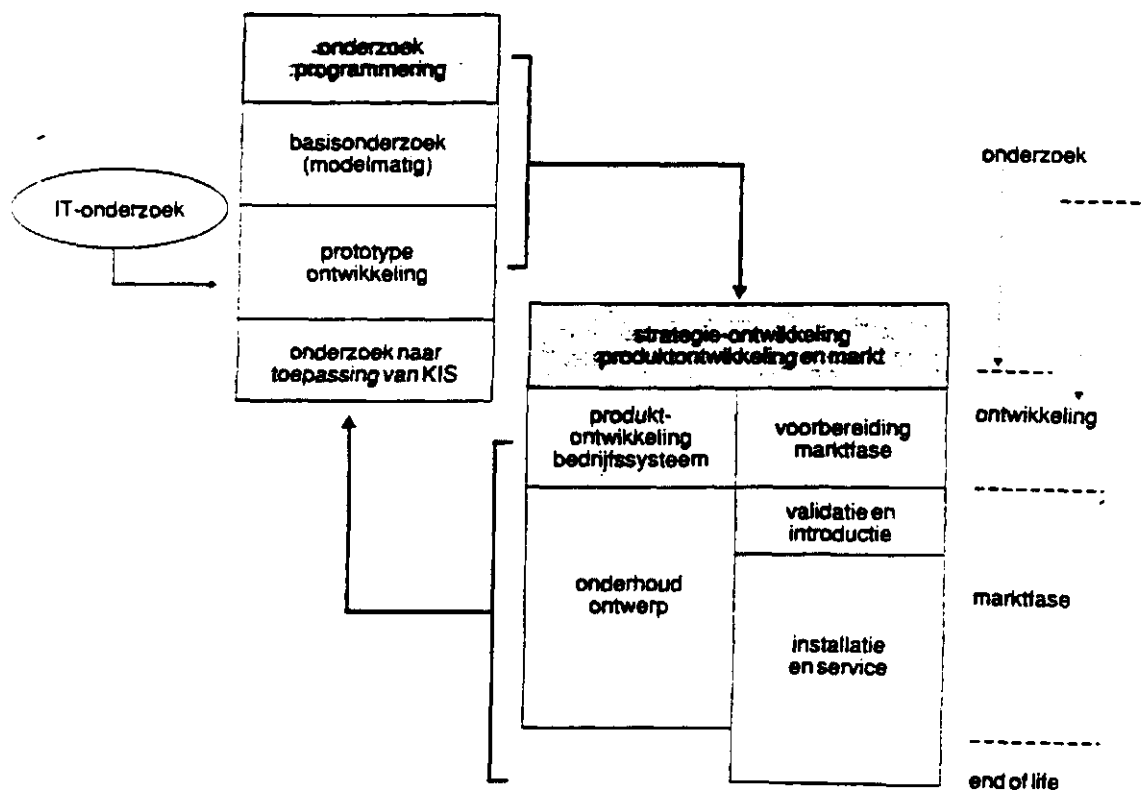 onderzoek
programmering
basisonderzoek
(modelmatig)
IT-onderzoek
prototype
ontwikkeling
onderzoek naar
toepassing van KIS
onderzoek
strategie-ontwikkeling
produktontwikkeling en markt
produkt-
ontwikkeling
bedrijfssysteem
voorbereiding
marktfase
ontwikkeling
validatie en
introductie
onderhoud
ontwerp
marktfase
installatie
en service
end of life